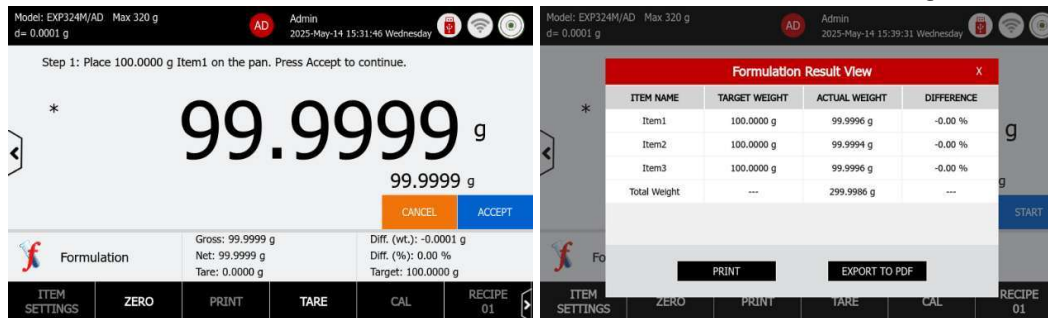 Model: EXP324M/AD Max 320 g
d= 0.0001 g
AD
Admin
2025-May-14 15:31:46 Wednesday
Step 1: Place 100.0000 g Item1 on the pan. Press Accept to continue.
*
99.9999 g
99.9999 g
CANCEL
ACCEPT
f
Formulation
Gross: 99.9999 g
Net: 99.9999 g
Tare: 0.0000 g
Diff. (wt.): -0.0001 g
Diff. (%): 0.00 %
Target: 100.0000 g
ITEM
SETTINGS
ZERO
PRINT
TARE
CAL
RECIPE
01
Model: EXP324M/AD Max 320 g
d= 0.0001 g
AD
Admin
2025-May-14 15:39:31 Wednesday
Formulation Result View X
ITEM NAME TARGET WEIGHT ACTUAL WEIGHT DIFFERENCE
Item1 100.0000 g 99.9996 g -0.00 %
Item2 100.0000 g 99.9994 g -0.00 %
Item3 100.0000 g 99.9996 g -0.00 %
Total Weight --- 299.9986 g ---
PRINT
EXPORT TO PDF
*
g
g
START
f
Fo
ITEM
SETTINGS
ZERO
PRINT
TARE
CAL
RECIPE
01